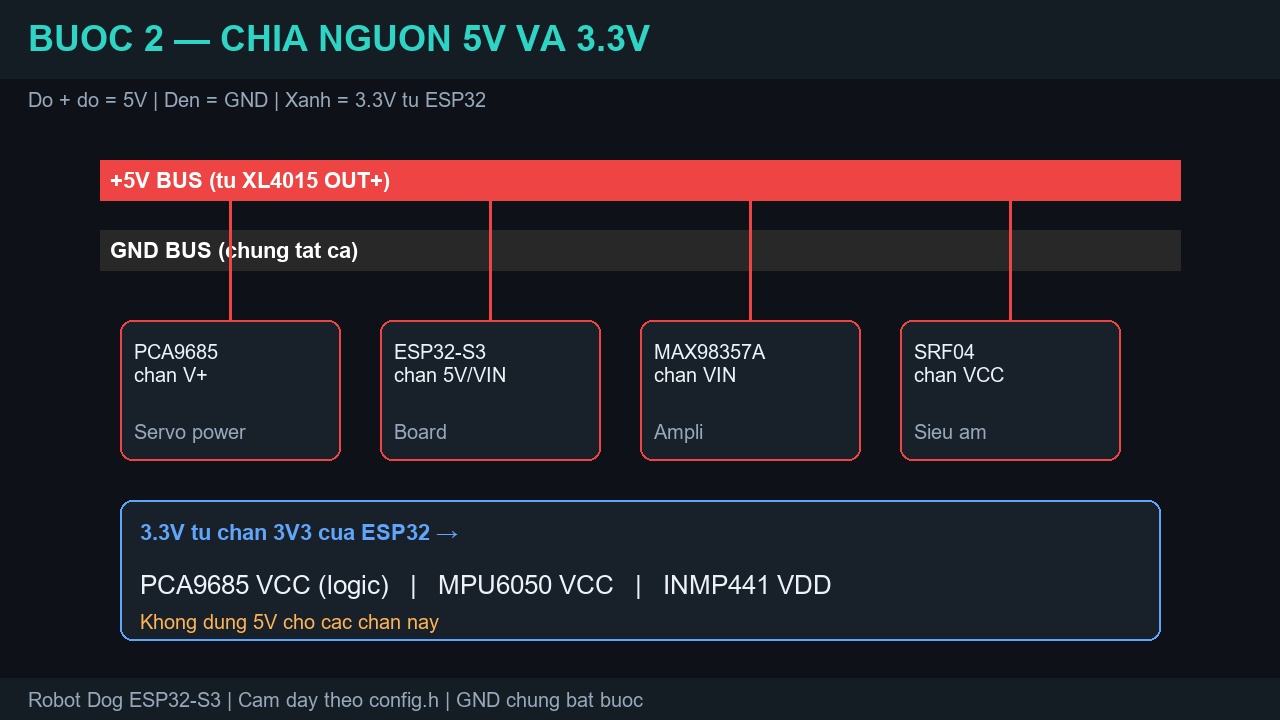 BUOC 2 — CHIA NGUON 5V VA 3.3V
Do + do = 5V | Den = GND | Xanh = 3.3V tu ESP32
+5V BUS (tu XL4015 OUT+)
GND BUS (chung tat ca)
PCA9685
chan V+
Servo power
ESP32-S3
chan 5V/VIN
Board
MAX98357A
chan VIN
Ampli
SRF04
chan VCC
Sieu am
3.3V tu chan 3V3 cua ESP32 →
PCA9685 VCC (logic) | MPU6050 VCC | INMP441 VDD
Khong dung 5V cho cac chan nay
Robot Dog ESP32-S3 | Cam day theo config.h | GND chung bat buoc